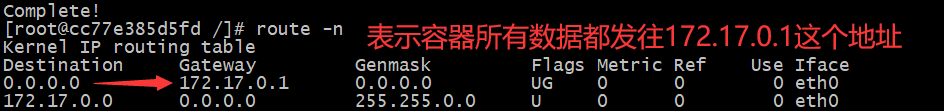 Complete!
[root@cc77e385d5fd /]# route -n 表示容器所有数据都发往172.17.0.1这个地址
Kernel IP routing table
Destination Gateway Genmask Flags Metric Ref Use Iface
0.0.0.0 172.17.0.1 0.0.0.0 UG 0 0 0 eth0
172.17.0.0 0.0.0.0 255.255.0.0 U 0 0 0 eth0